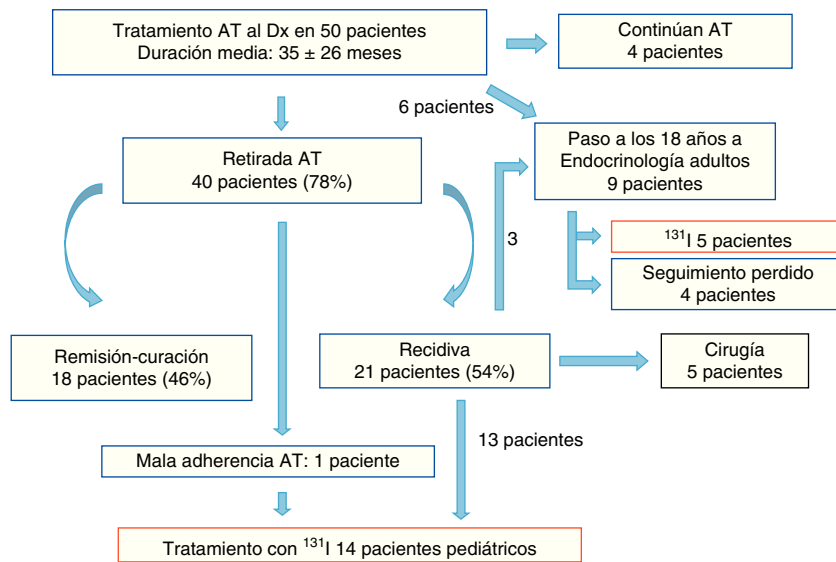 Tratamiento AT al Dx en 50 pacientes
Duración media: 35 ± 26 meses
Continúan AT
4 pacientes
6 pacientes
Retirada AT
40 pacientes (78%)
Paso a los 18 años a
Endocrinología adultos
9 pacientes
3
¹³¹I 5 pacientes
Seguimiento perdido
4 pacientes
Remisión-curación
18 pacientes (46%)
Recidiva
21 pacientes (54%)
Cirugía
5 pacientes
13 pacientes
Mala adherencia AT: 1 paciente
Tratamiento con ¹³¹I 14 pacientes pediátricos